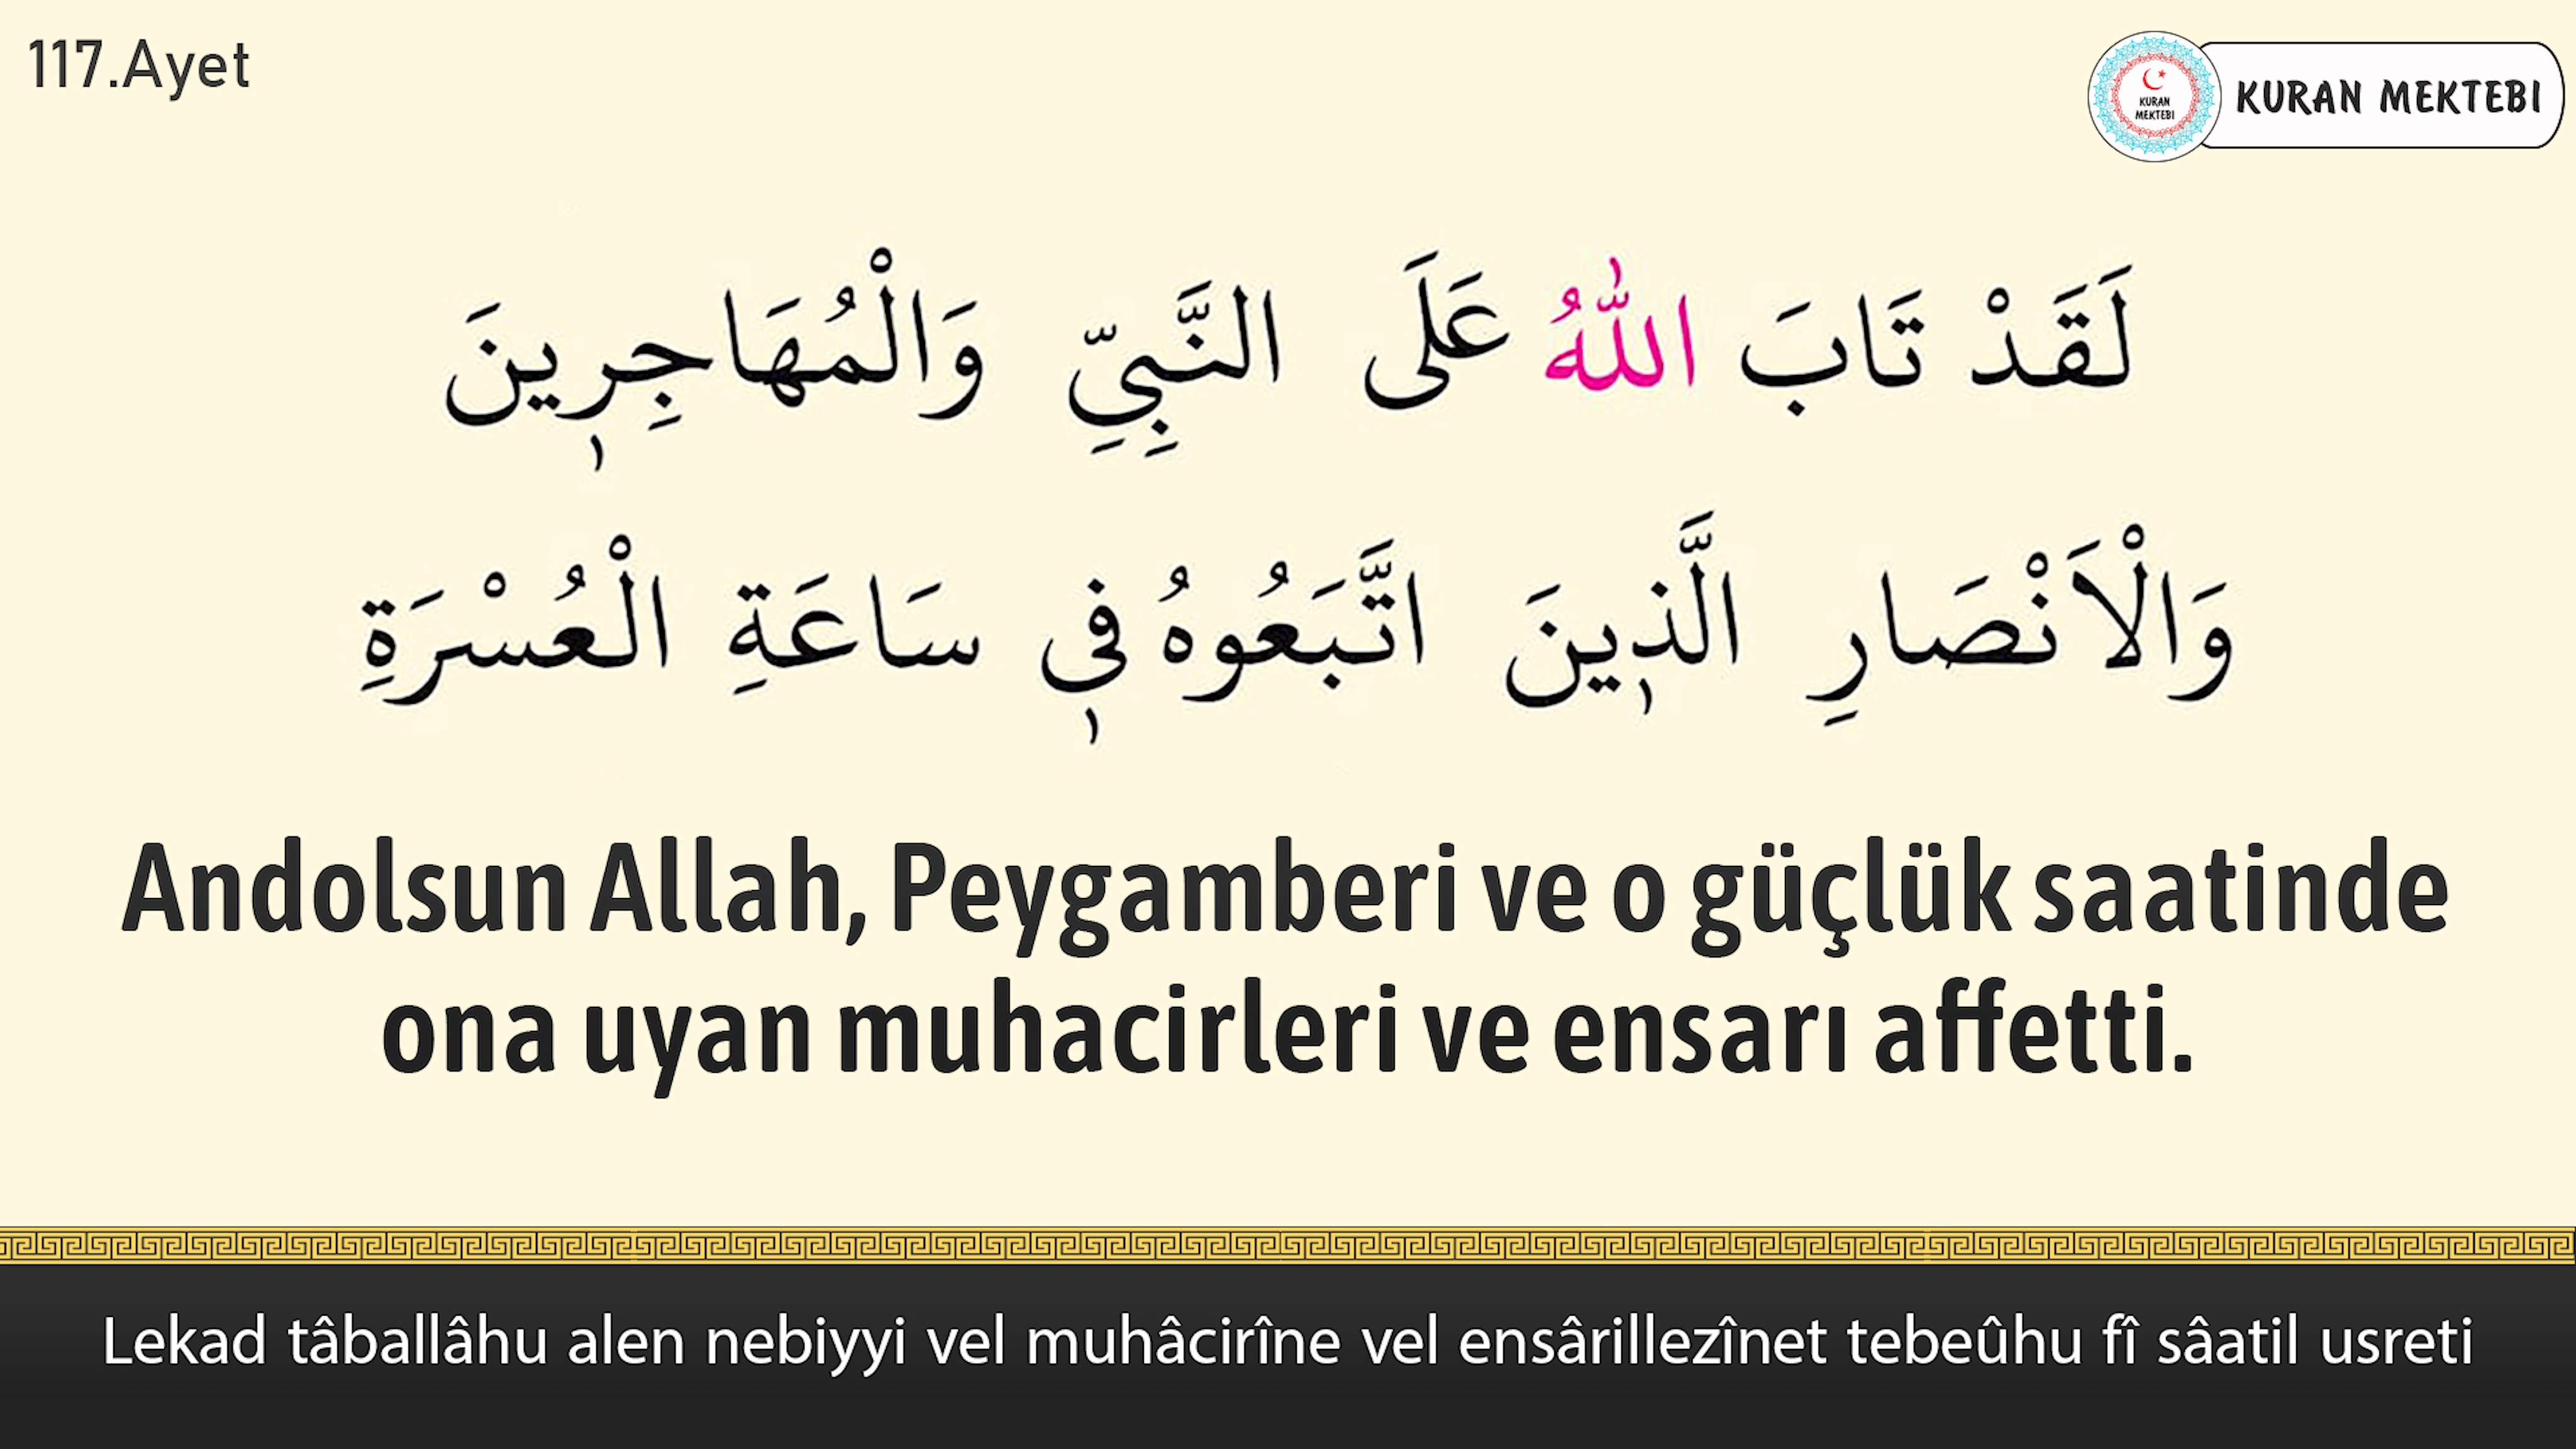 117.Ayet
KURAN MEKTEBI
KURAN
MEKTEBI
لَقَدْ تَابَ اللّٰهُ عَلَى النَّبِيِّ وَالْمُهَاجِر۪ينَ
وَالْاَنْصَارِ الَّذ۪ينَ اتَّبَعُوهُ ف۪ي سَاعَةِ الْعُسْرَةِ
Andolsun Allah, Peygamberi ve o güçlük saatinde
ona uyan muhacirleri ve ensarı affetti.
Lekad tâballâhu alen nebiyyi vel muhâcirîne vel ensârillezînet tebeûhu fî sâatil usreti